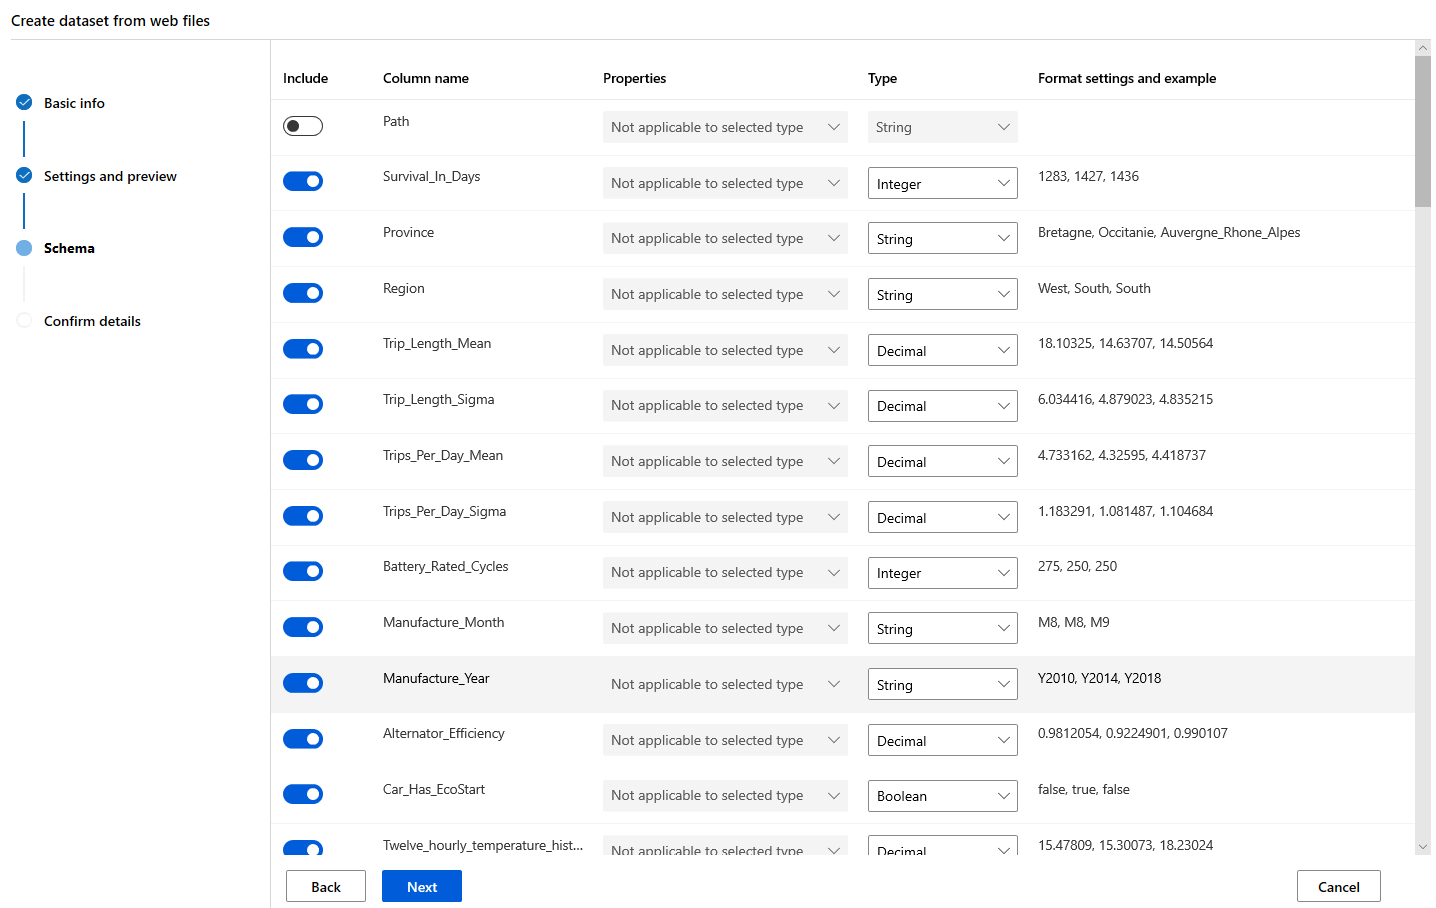 Create dataset from web files
Basic info
Settings and preview
Schema
Confirm details
Include Column name Properties Type Format settings and example
Path Not applicable to selected type String
Survival_In_Days Not applicable to selected type Integer 1283, 1427, 1436
Province Not applicable to selected type String Bretagne, Occitanie, Auvergne_Rhone_Alpes
Region Not applicable to selected type String West, South, South
Trip_Length_Mean Not applicable to selected type Decimal 18.10325, 14.63707, 14.50564
Trip_Length_Sigma Not applicable to selected type Decimal 6.034416, 4.879023, 4.835215
Trips_Per_Day_Mean Not applicable to selected type Decimal 4.733162, 4.32595, 4.418737
Trips_Per_Day_Sigma Not applicable to selected type Decimal 1.183291, 1.081487, 1.104684
Battery_Rated_Cycles Not applicable to selected type Integer 275, 250, 250
Manufacture_Month Not applicable to selected type String M8, M8, M9
Manufacture_Year Not applicable to selected type String Y2010, Y2014, Y2018
Alternator_Efficiency Not applicable to selected type Decimal 0.9812054, 0.9224901, 0.990107
Car_Has_EcoStart Not applicable to selected type Boolean false, true, false
Twelve_hourly_temperature_hist... Not applicable to selected type Decimal 15.47809, 15.30073, 18.23024
Back Next Cancel